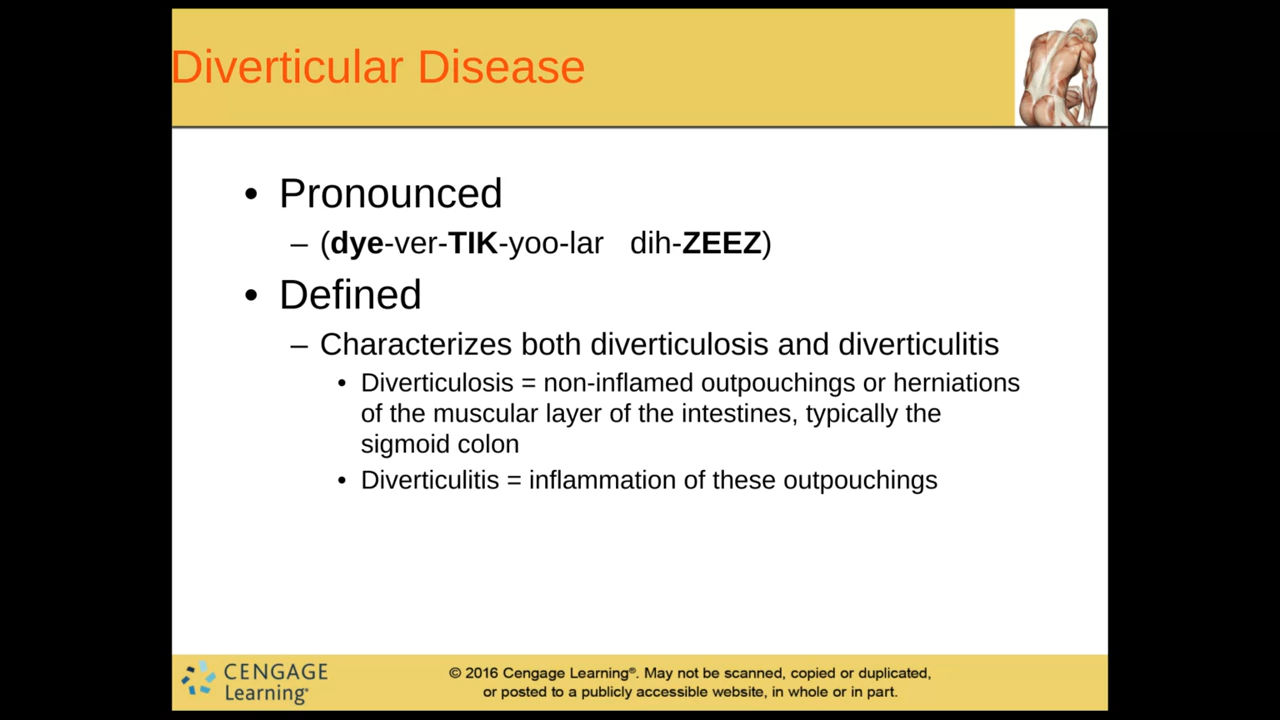 Diverticular Disease
• Pronounced
– (dye-ver-TIK-yoo-lar dih-ZEEZ)
• Defined
– Characterizes both diverticulosis and diverticulitis
• Diverticulosis = non-inflamed outpouchings or herniations
of the muscular layer of the intestines, typically the
sigmoid colon
• Diverticulitis = inflammation of these outpouchings
CENGAGE
Learning®
© 2016 Cengage Learning®. May not be scanned, copied or duplicated,
or posted to a publicly accessible website, in whole or in part.